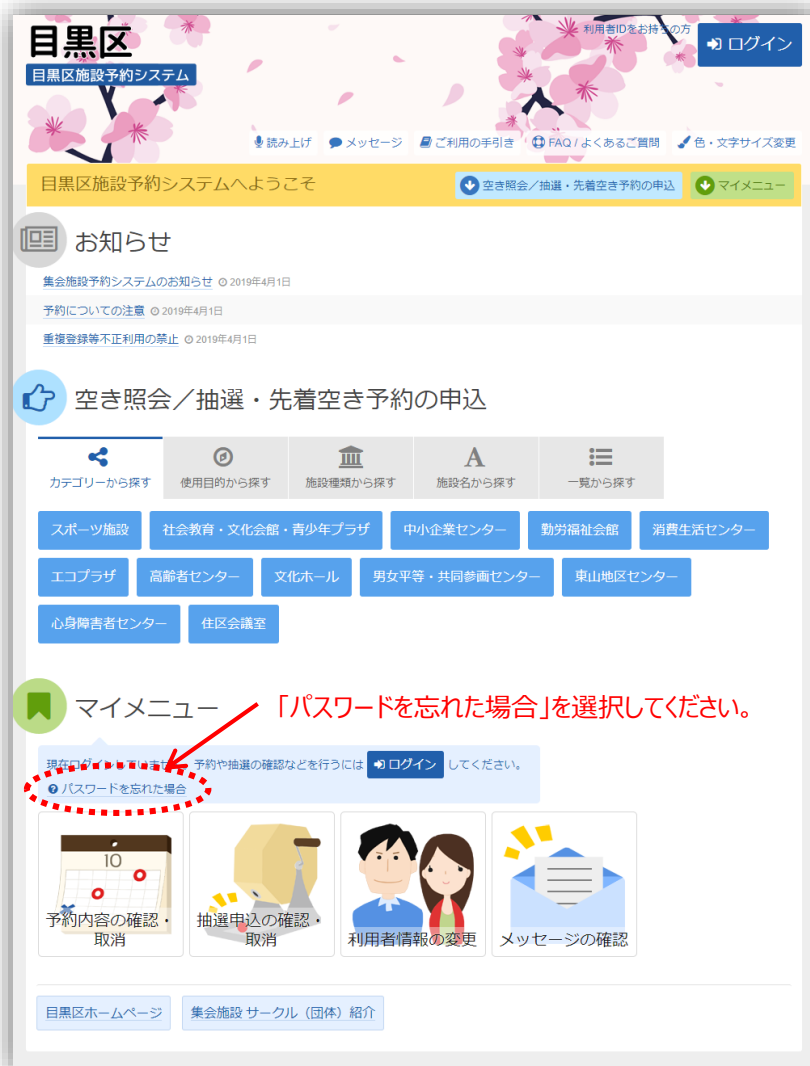 目黒区
利用者IDをお持ちの方
ログイン
目黒区施設予約システム
読み上げ メッセージ ご利用の手引き FAQ / よくあるご質問 色・文字サイズ変更
目黒区施設予約システムへようこそ
空き照会/抽選・先着空き予約の申込 マイメニュー
お知らせ
集会施設予約システムのお知らせ 2019年4月1日
予約についての注意 2019年4月1日
重複登録等不正利用の禁止 2019年4月1日
空き照会／抽選・先着空き予約の申込
カテゴリーから探す 使用目的から探す 施設種類から探す 施設名から探す 一覧から探す
スポーツ施設 社会教育・文化会館・青少年プラザ 中小企業センター 勤労福祉会館 消費生活センター
エコプラザ 高齢者センター 文化ホール 男女平等・共同参画センター 東山地区センター
心身障害者センター 住区会議室
マイメニュー
「パスワードを忘れた場合」を選択してください。
現在ログインしていません。予約や抽選の確認などを行うには ログイン してください。
パスワードを忘れた場合
10
予約内容の確認・
取消
抽選申込の確認・
取消
利用者情報の変更
メッセージの確認
目黒区ホームページ 集会施設 サークル（団体）紹介